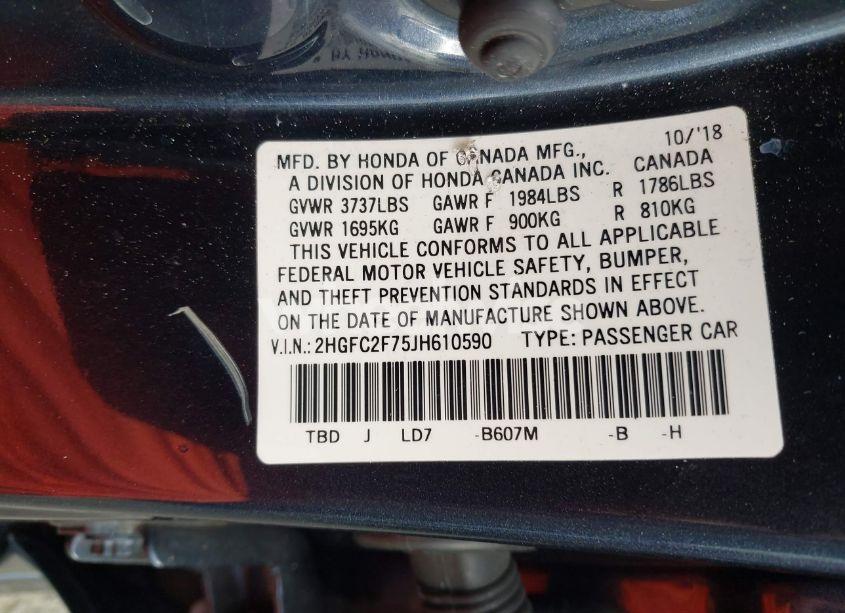 10/'18
MFD. BY HONDA OF CANADA MFG.,
A DIVISION OF HONDA CANADA INC. CANADA
GVWR 3737LBS GAWR F 1984LBS R 1786LBS
GVWR 1695KG GAWR F 900KG R 810KG
THIS VEHICLE CONFORMS TO ALL APPLICABLE
FEDERAL MOTOR VEHICLE SAFETY, BUMPER,
AND THEFT PREVENTION STANDARDS IN EFFECT
ON THE DATE OF MANUFACTURE SHOWN ABOVE.
V.I.N.: 2HGFC2F75JH610590 TYPE: PASSENGER CAR
TBD J LD7 -B607M -B -H